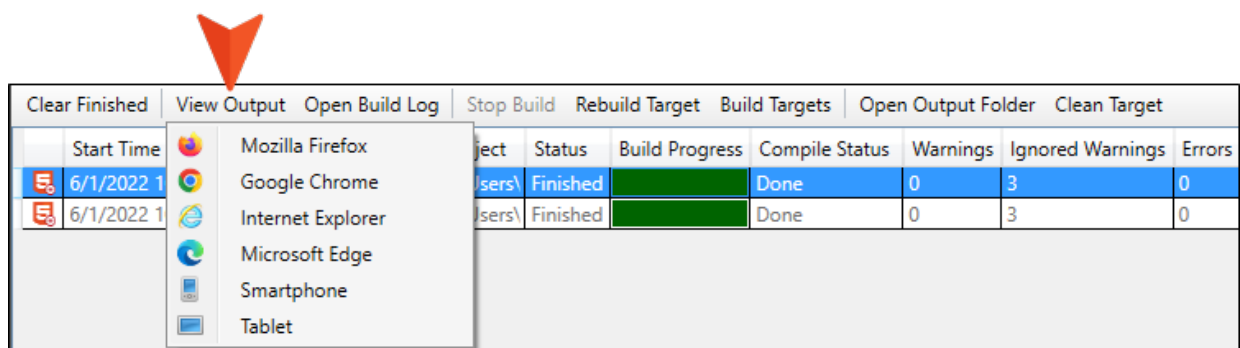 Clear Finished View Output Open Build Log Stop Build Rebuild Target Build Targets Open Output Folder Clean Target
Start Time ject Status Build Progress Compile Status Warnings Ignored Warnings Errors
6/1/2022 1 Users\ Finished Done 0 3 0
6/1/2022 1 Users\ Finished Done 0 3 0
Mozilla Firefox
Google Chrome
Internet Explorer
Microsoft Edge
Smartphone
Tablet